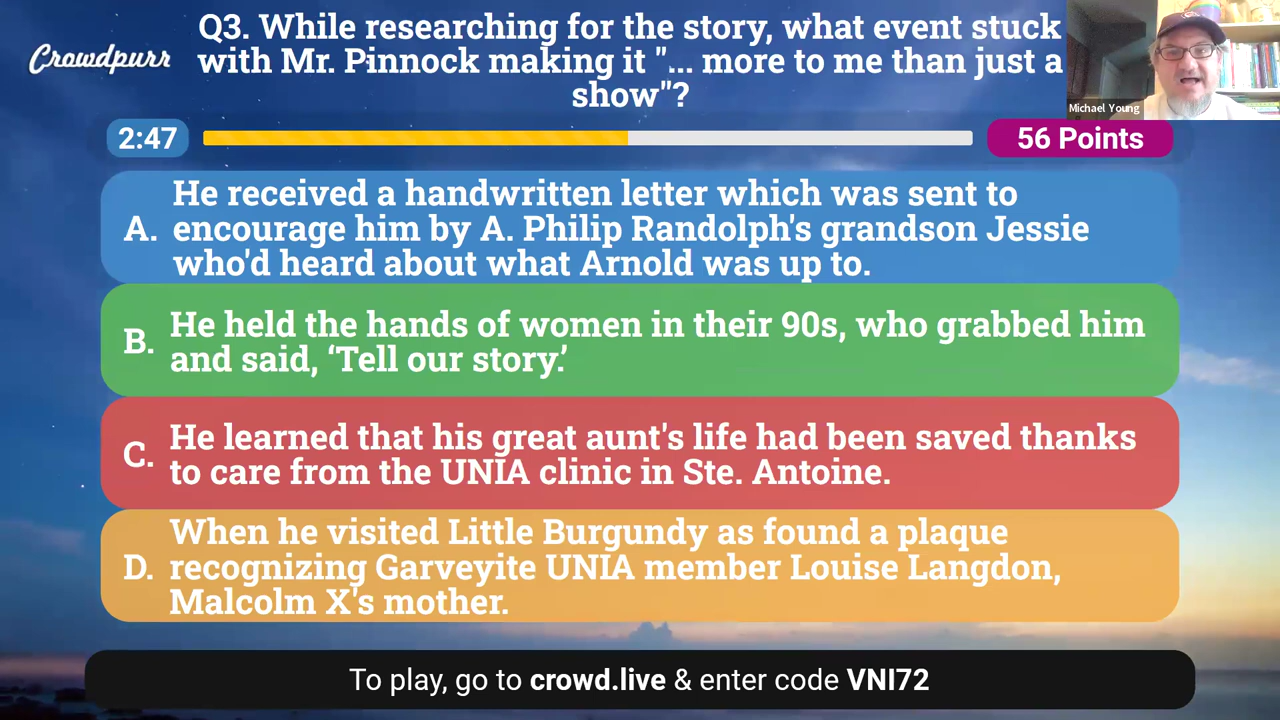 Crowdpurr
Q3. While researching for the story, what event stuck
with Mr. Pinnock making it "... more to me than just a
show"?
Michael Young
2:47
56 Points
A.
He received a handwritten letter which was sent to
encourage him by A. Philip Randolph's grandson Jessie
who'd heard about what Arnold was up to.
B.
He held the hands of women in their 90s, who grabbed him
and said, ‘Tell our story.’
C.
He learned that his great aunt's life had been saved thanks
to care from the UNIA clinic in Ste. Antoine.
D.
When he visited Little Burgundy as found a plaque
recognizing Garveyite UNIA member Louise Langdon,
Malcolm X's mother.
To play, go to crowd.live & enter code VNI72